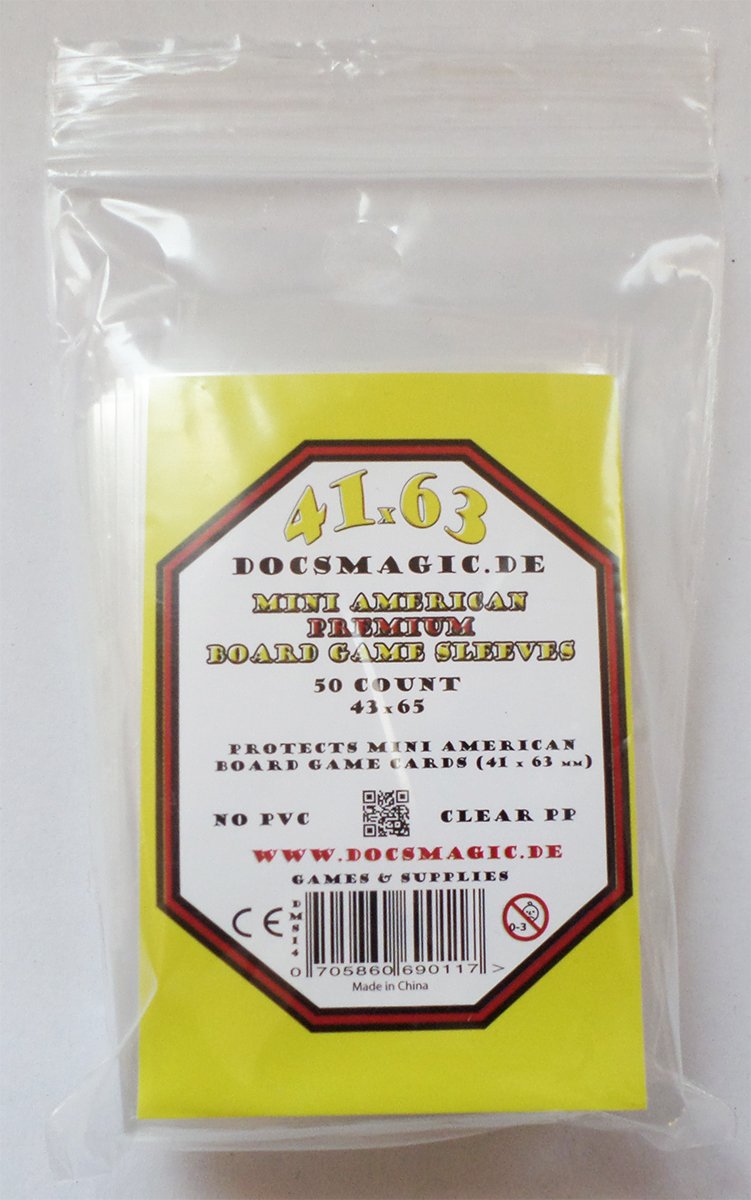 41x63
DOCSMAGIC.DE
MINI AMERICAN
PREMIUM
BOARD GAME SLEEVES
50 COUNT
43x65
PROTECTS MINI AMERICAN
BOARD GAME CARDS (41 x 63 MM)
NO PVC
CLEAR PP
WWW.DOCSMAGIC.DE
GAMES & SUPPLIES
CE
DMS14
0-3
0 705860 690117 >
Made in China